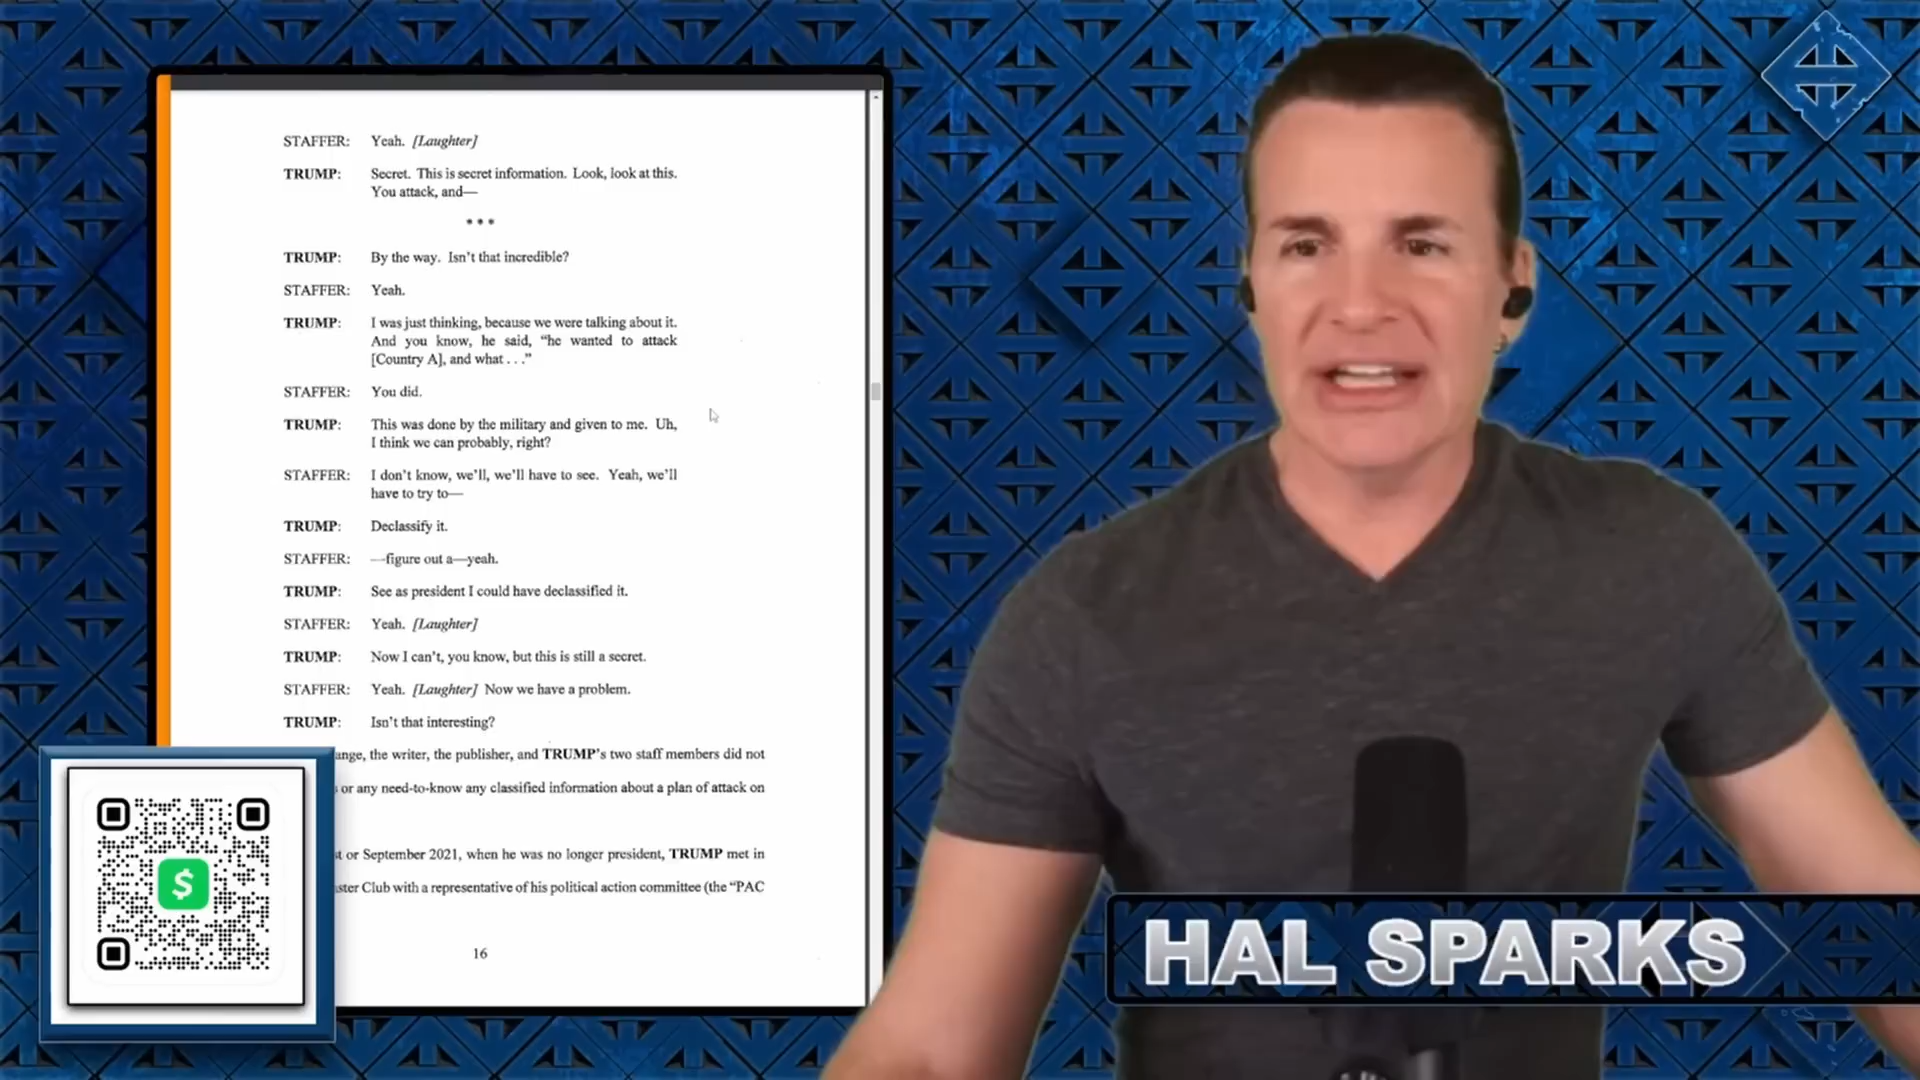 STAFFER: Yeah. [Laughter]
TRUMP: Secret. This is secret information. Look, look at this.
You attack, and—
* * *
TRUMP: By the way. Isn't that incredible?
STAFFER: Yeah.
TRUMP: I was just thinking, because we were talking about it.
And you know, he said, “he wanted to attack
[Country A], and what . . .”
STAFFER: You did.
TRUMP: This was done by the military and given to me. Uh,
I think we can probably, right?
STAFFER: I don't know, we'll, we'll have to see. Yeah, we'll
have to try to—
TRUMP: Declassify it.
STAFFER: —figure out a—yeah.
TRUMP: See as president I could have declassified it.
STAFFER: Yeah. [Laughter]
TRUMP: Now I can't, you know, but this is still a secret.
STAFFER: Yeah. [Laughter] Now we have a problem.
TRUMP: Isn't that interesting?
ange, the writer, the publisher, and TRUMP's two staff members did not
or any need-to-know any classified information about a plan of attack on
or September 2021, when he was no longer president, TRUMP met in
ster Club with a representative of his political action committee (the “PAC
16
$
HAL SPARKS